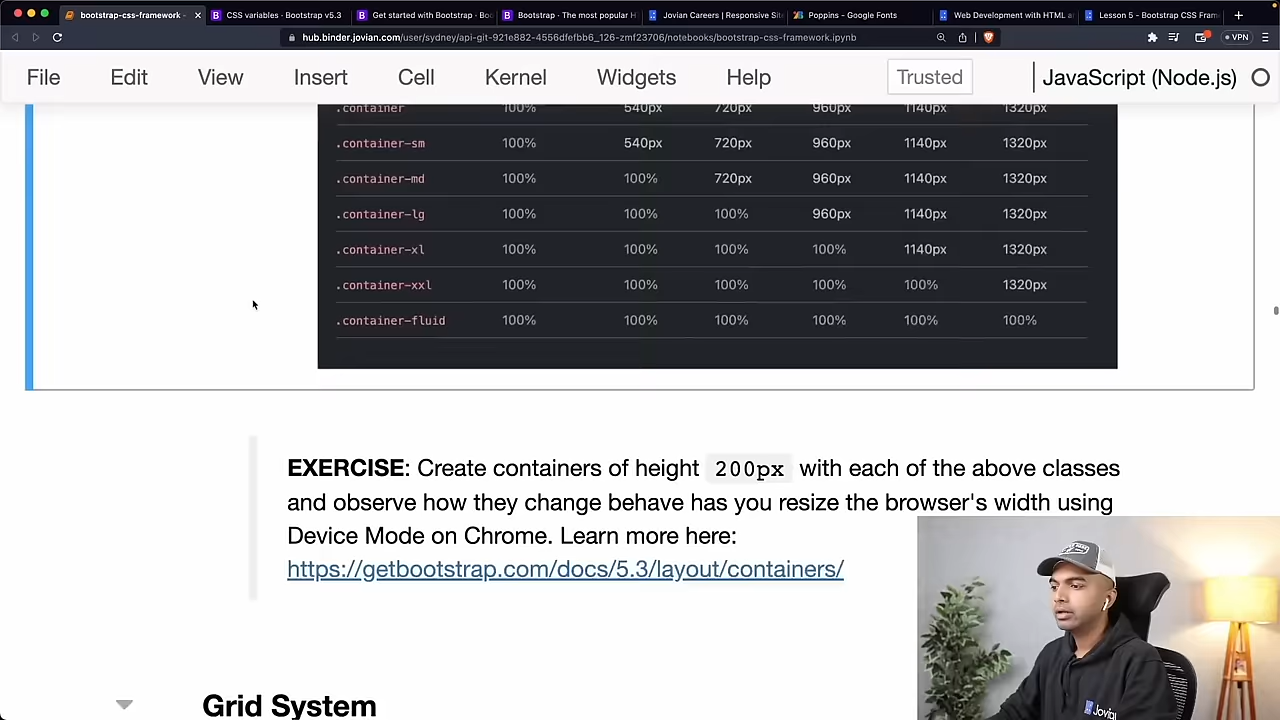 bootstrap-css-framework -
CSS variables · Bootstrap v5.3
Get started with Bootstrap · Boo
Bootstrap · The most popular H
Jovian Careers | Responsive Sit
Poppins - Google Fonts
Web Development with HTML a
Lesson 5 - Bootstrap CSS Fram
hub.binder.jovian.com/user/sydney/api-git-921e882-4556dfefbb6_126-zmf23706/notebooks/bootstrap-css-framework.ipynb
VPN
File Edit View Insert Cell Kernel Widgets Help Trusted JavaScript (Node.js)
.container 100% 540px 720px 960px 1140px 1320px
.container-sm 100% 540px 720px 960px 1140px 1320px
.container-md 100% 100% 720px 960px 1140px 1320px
.container-lg 100% 100% 100% 960px 1140px 1320px
.container-xl 100% 100% 100% 100% 1140px 1320px
.container-xxl 100% 100% 100% 100% 100% 1320px
.container-fluid 100% 100% 100% 100% 100% 100%
EXERCISE: Create containers of height 200px with each of the above classes
and observe how they change behave has you resize the browser's width using
Device Mode on Chrome. Learn more here:
https://getbootstrap.com/docs/5.3/layout/containers/
Grid System
Jovian